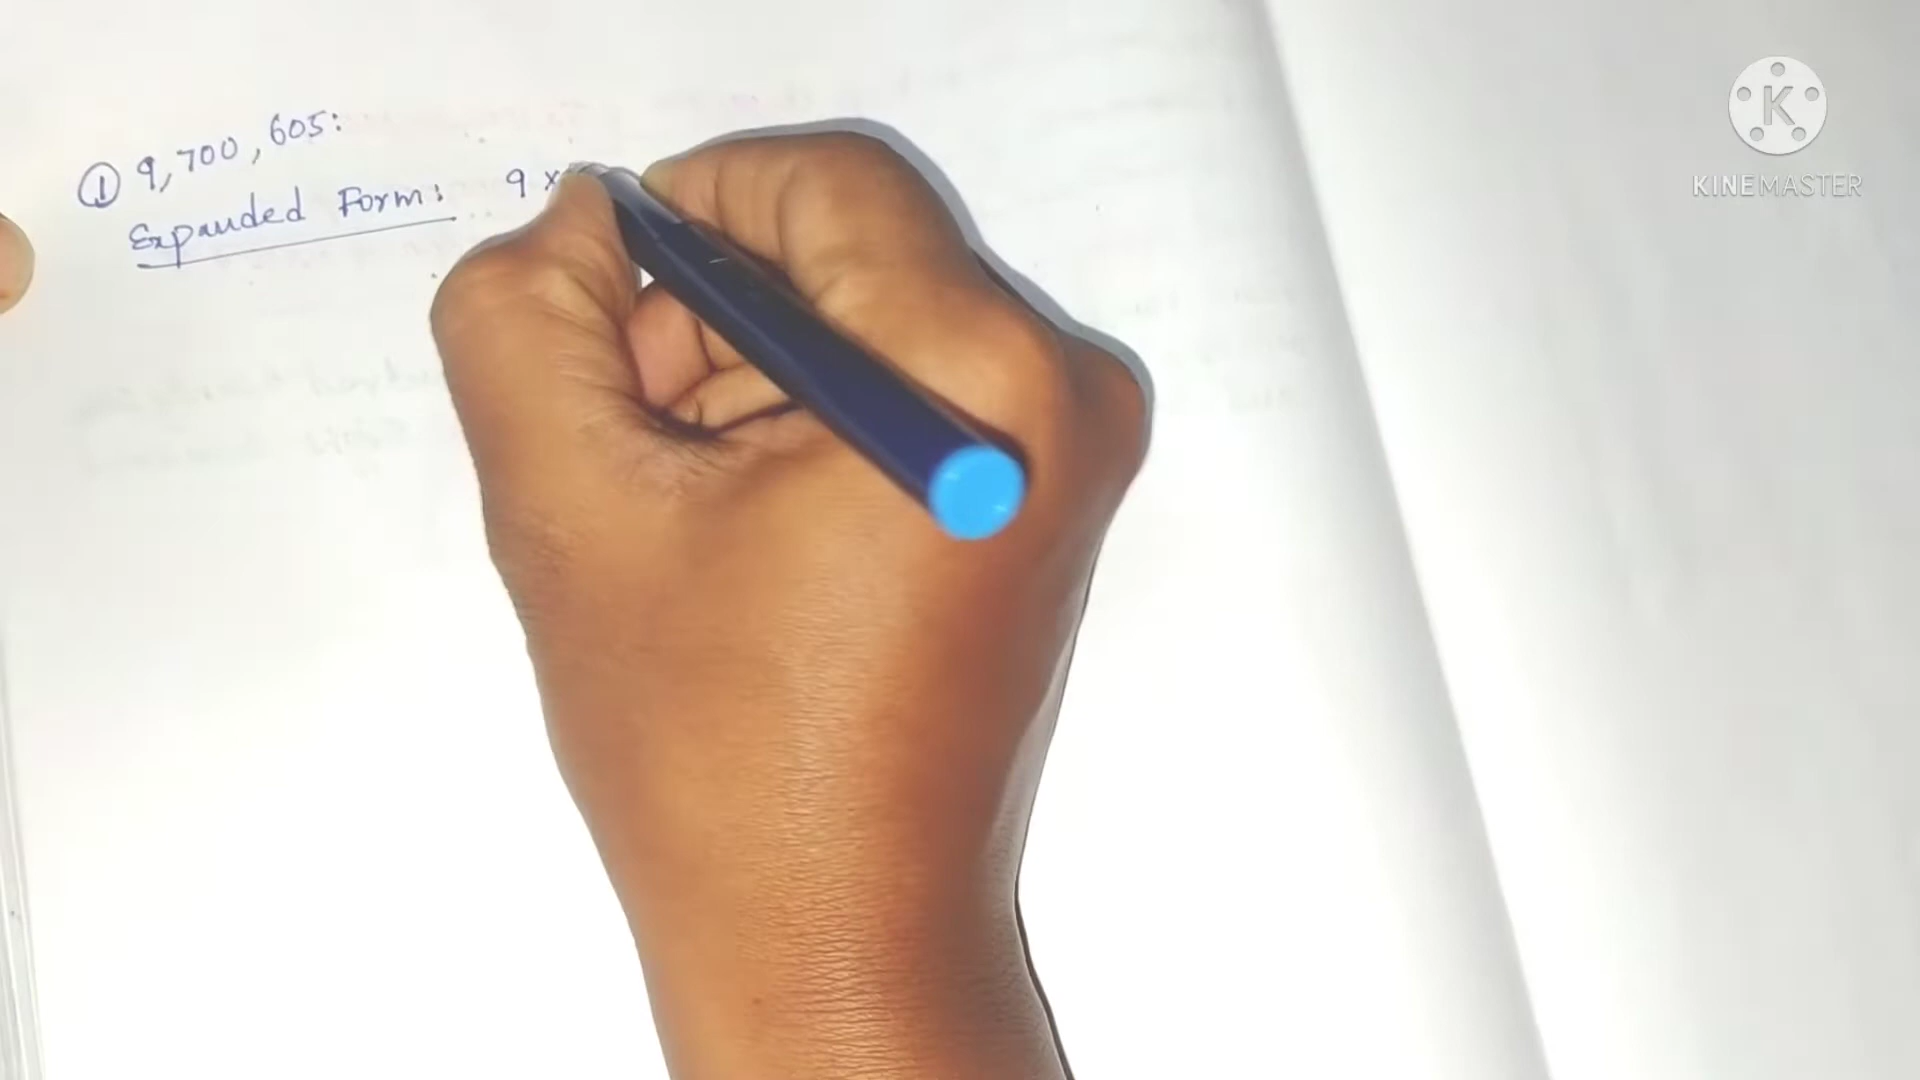 ① 9,700,605:
Expanded Form: 9 ×
K
KINEMASTER